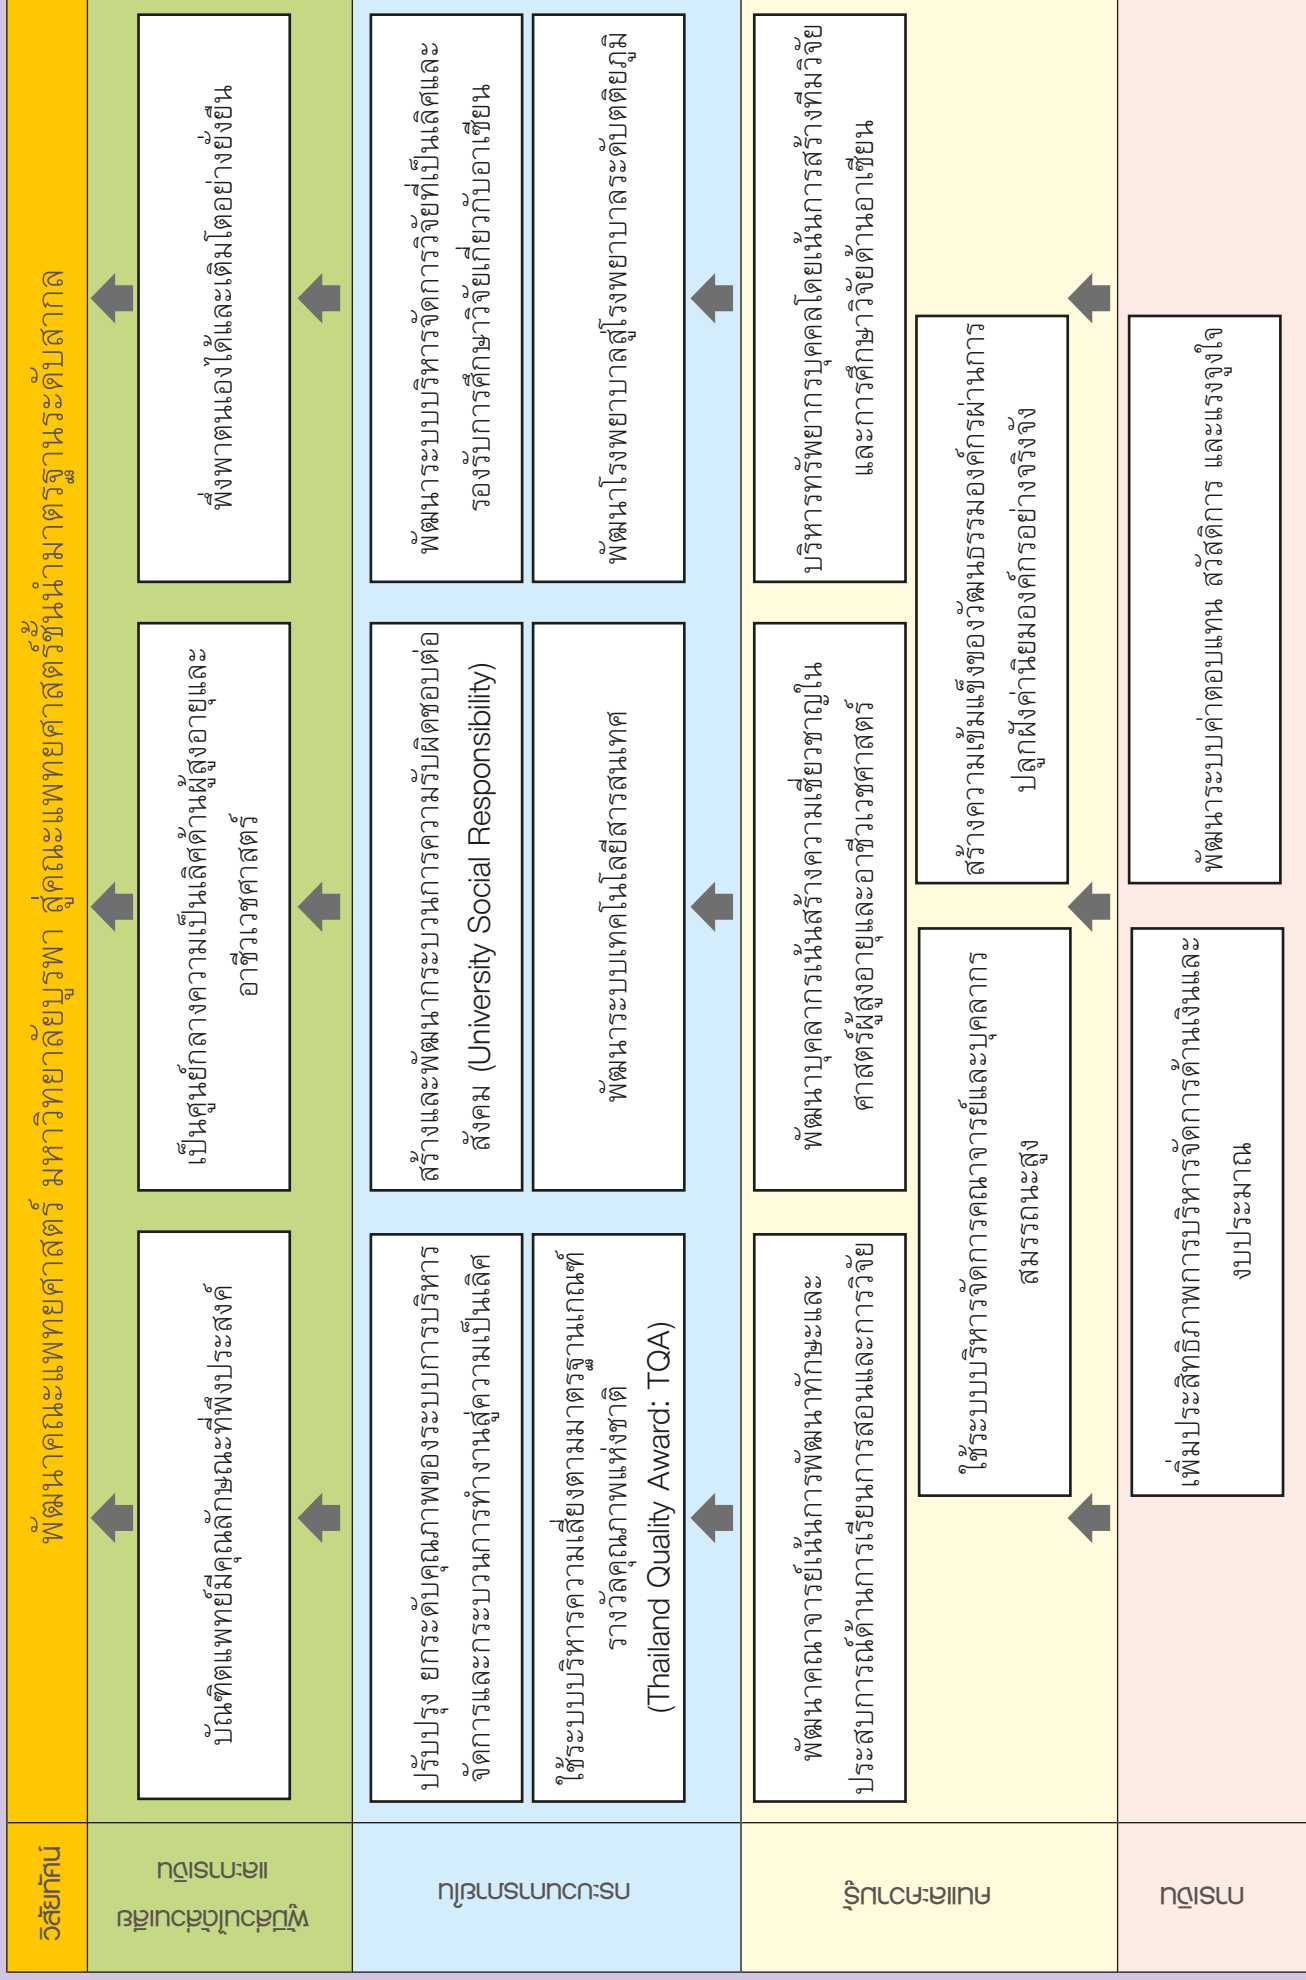 วิสัยทัศน์
พัฒนาคณะแพทยศาสตร์ มหาวิทยาลัยบูรพา สู่คณะแพทยศาสตร์ชั้นนำมาตรฐานระดับสากล
ผู้มีส่วนได้ส่วนเสีย
และการเงิน
บัณฑิตแพทย์มีคุณลักษณะที่พึงประสงค์
เป็นศูนย์กลางความเป็นเลิศด้านผู้สูงอายุและ
อาชีวเวชศาสตร์
พึ่งพาตนเองได้และเติมโตอย่างยั่งยืน
กระบวนการภายใน
ปรับปรุง ยกระดับคุณภาพของระบบการบริหาร
จัดการและกระบวนการทำงานสู่ความเป็นเลิศ
สร้างและพัฒนากระบวนการความรับผิดชอบต่อ
สังคม (University Social Responsibility)
พัฒนาระบบบริหารจัดการวิจัยที่เป็นเลิศและ
รองรับการศึกษาวิจัยเกี่ยวกับอาเซียน
ใช้ระบบบริหารความเสี่ยงตามมาตรฐานเกณฑ์
รางวัลคุณภาพแห่งชาติ
(Thailand Quality Award: TQA)
พัฒนาระบบเทคโนโลยีสารสนเทศ
พัฒนาโรงพยาบาลสู่โรงพยาบาลระดับตติยภูมิ
คนและความรู้
พัฒนาคณาจารย์เน้นการพัฒนาทักษะและ
ประสบการณ์ด้านการเรียนการสอนและการวิจัย
พัฒนาบุคลากรเน้นสร้างความเชี่ยวชาญใน
ศาสตร์ผู้สูงอายุและอาชีวเวชศาสตร์
บริหารทรัพยากรบุคคลโดยเน้นการสร้างทีมวิจัย
และการศึกษาวิจัยด้านอาเซียน
ใช้ระบบบริหารจัดการคณาจารย์และบุคลากร
สมรรถนะสูง
สร้างความเข้มแข็งของวัฒนธรรมองค์กรผ่านการ
ปลูกฝังค่านิยมองค์กรอย่างจริงจัง
การเงิน
เพิ่มประสิทธิภาพการบริหารจัดการด้านเงินและ
งบประมาณ
พัฒนาระบบค่าตอบแทน สวัสดิการ และแรงจูงใจ